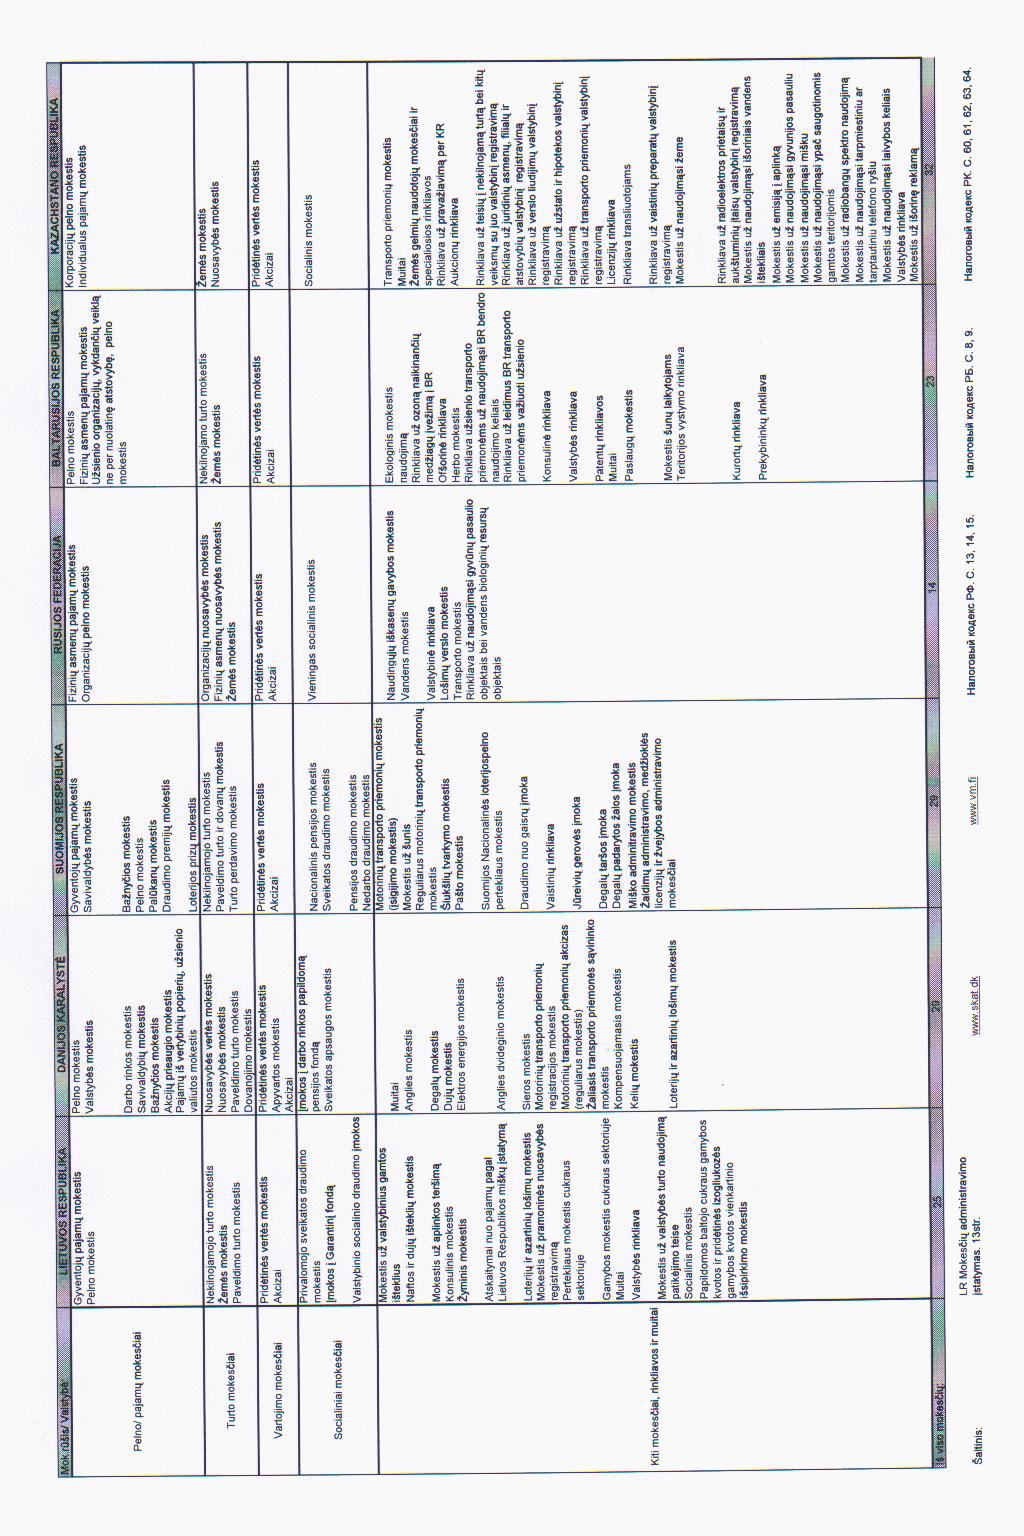 Mok.rūšis/ Valstybė:
LIETUVOS RESPUBLIKA
DANIJOS KARALYSTĖ
SUOMIJOS RESPUBLIKA
RUSIJOS FEDERACIJA
BALTARUSIJOS RESPUBLIKA
KAZACHSTANO RESPUBLIKA
Pelno/ pajamų mokesčiai
Gyventojų pajamų mokestis
Pelno mokestis
Pelno mokestis
Valstybės mokestis
Darbo rinkos mokestis
Savivaldybių mokestis
Bažnyčios mokestis
Akcijų prieaugio mokestis
Pajamų iš vertybinių popierių, užsienio
valiutos mokestis
Gyventojų pajamų mokestis
Savivaldybės mokestis
Bažnyčios mokestis
Pelno mokestis
Palūkanų mokestis
Draudimo premijų mokestis
Loterijos prizų mokestis
Fizinių asmenų pajamų mokestis
Organizacijų pelno mokestis
Pelno mokestis
Fizinių asmenų pajamų mokestis
Užsienio organizacijų, vykdančių veiklą
ne per nuolatinę atstovybę, pelno
mokestis
Korporacijų pelno mokestis
Individualus pajamų mokestis
Turto mokesčiai
Nekilnojamojo turto mokestis
Žemės mokestis
Paveldimo turto mokestis
Nuosavybės vertės mokestis
Nuosavybės mokestis
Paveldimo turto mokestis
Dovanojimo mokestis
Nekilnojamojo turto mokestis
Paveldimo turto ir dovanų mokestis
Turto perdavimo mokestis
Organizacijų nuosavybės mokestis
Fizinių asmenų nuosavybės mokestis
Žemės mokestis
Nekilnojamo turto mokestis
Žemės mokestis
Žemės mokestis
Nuosavybės mokestis
Vartojimo mokesčiai
Pridėtinės vertės mokestis
Akcizai
Pridėtinės vertės mokestis
Apyvartos mokestis
Akcizai
Pridėtinės vertės mokestis
Akcizai
Pridėtinės vertės mokestis
Akcizai
Pridėtinės vertės mokestis
Akcizai
Pridėtinės vertės mokestis
Akcizai
Socialiniai mokesčiai
Privalomojo sveikatos draudimo
mokestis
Įmokos į Garantinį fondą
Valstybinio socialinio draudimo įmokos
Įmokos į darbo rinkos papildomą
pensijos fondą
Sveikatos apsaugos mokestis
Nacionalinis pensijos mokestis
Sveikatos draudimo mokestis
Pensijos draudimo mokestis
Nedarbo draudimo mokestis
Vieningas socialinis mokestis
Socialinis mokestis
Kiti mokesčiai, rinkliavos ir muitai
Mokestis už valstybinius gamtos
išteklius
Naftos ir dujų išteklių mokestis
Mokestis už aplinkos teršimą
Konsulinis mokestis
Žyminis mokestis
Atskaitymai nuo pajamų pagal
Lietuvos Respublikos miškų įstatymą
Loterijų ir azartinių lošimų mokestis
Mokestis už pramoninės nuosavybės
registravimą
Pertekliaus mokestis cukraus
sektoriuje
Gamybos mokestis cukraus sektoriuje
Muitai
Valstybės rinkliava
Mokestis už valstybės turto naudojimą
patikėjimo teise
Socialinis mokestis
Papildomos baltojo cukraus gamybos
kvotos ir pridėtinės izogliukozės
gamybos kvotos vienkartinio
išsipirkimo mokestis
Muitai
Anglies mokestis
Degalų mokestis
Dujų mokestis
Elektros energijos mokestis
Anglies dvideginio mokestis
Sieros mokestis
Motorinių transporto priemonių
registracijos mokestis
Motorinių transporto priemonių akcizas
(reguliarus mokestis)
Žaliasis transporto priemonės savininko
mokestis
Kompensuojamasis mokestis
Kelių mokestis
Loterijų ir azartinių lošimų mokestis
Motorinių transporto priemonių mokestis
(įsigijimo mokestis)
Mokestis už šunis
Reguliarus motorinių transporto priemonių
mokestis
Šiukšlių tvarkymo mokestis
Pašto mokestis
Suomijos Nacionalinės loterijospelno
pertekliaus mokestis
Draudimo nuo gaisrų įmoka
Vaistinių rinkliava
Jūreivių gerovės įmoka
Degalų taršos įmoka
Degalų padarytos žalos įmoka
Miško adminitravimo mokestis
Žaidimų administravimo, medžioklės
licenzijų ir žvejybos administravimo
mokesčiai
Naudingųjų iškasenų gavybos mokestis
Vandens mokestis
Valstybinė rinkliava
Lošimų verslo mokestis
Transporto mokestis
Rinkliava už naudojimąsi gyvūnų pasaulio
objektais bei vandens biologinių resursų
objektais
Ekologinis mokestis
naudojimą
Rinkliava už ozoną naikinančių
medžiagų įvežimą į BR
Ofšorinė rinkliava
Herbo mokestis
Rinkliava užsienio transporto
priemonėms už naudojimąsi BR bendro
naudojimo keliais
Rinkliava už leidimus BR transporto
priemonėms važiuoti užsienio
Konsulinė rinkliava
Valstybės rinkliava
Patentų rinkliavos
Muitai
Paslaugų mokestis
Mokestis šunų laikytojams
Teritorijos vystymo rinkliava
Kurortų rinkliava
Prekybininkų rinkliava
Transporto priemonių mokestis
Muitai
Žemės gelmių naudotojų mokesčiai ir
specialiosios rinkliavos
Rinkliava už pravažiavimą per KR
Aukcionų rinkliava
Rinkliava už teisių į nekilnojamą turtą bei kitų
veiksmų su juo valstybinį registravimą
Rinkliava už juridinių asmenų, filialų ir
atstovybių valstybinį registravimą
Rinkliava už verslo liudijimų valstybinį
registravimą
Rinkliava už užstato ir hipotekos valstybinį
registravimą
Rinkliava už transporto priemonių valstybinį
registravimą
Licenzijų rinkliava
Rinkliava transliuotojams
Rinkliava už vaistinių preparatų valstybinį
registravimą
Mokestis už naudojimąsi žeme
Rinkliava už radioelektros prietaisų ir
aukštuminių įtaisų valstybinį registravimą
Mokestis už naudojimąsi išoriniais vandens
ištekliais
Mokestis už emisiją į aplinką
Mokestis už naudojimąsi gyvunijos pasauliu
Mokestis už naudojimąsi mišku
Mokestis už naudojimąsi ypač saugotinomis
gamtos teritorijomis
Mokestis už radiobangų spektro naudojimą
Mokestis už naudojimąsi tarpmiestiniu ar
tarptautiniu telefono ryšiu
Mokestis už naudojimąsi laivybos keliais
Valstybės rinkliava
Mokestis už išorinę reklamą
Iš viso mokesčių:
25
29
29
14
23
32
Šaltinis:
LR Mokesčių administravimo
įstatymas. 13str.
www.skat.dk
www.vm.fi
Налоговый кодекс РФ. С. 13, 14, 15.
Налоговый кодекс РБ. С. 8, 9.
Налоговый кодекс РК. С. 60, 61, 62, 63, 64.